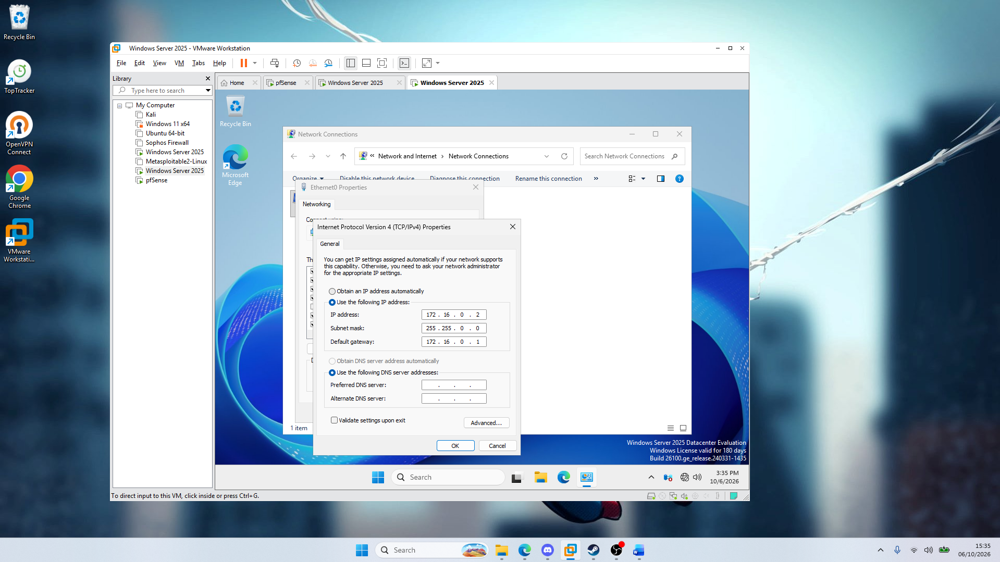 Recycle Bin
TopTracker
OpenVPN
Connect
Google
Chrome
VMware
Workstati...
Windows Server 2025 - VMware Workstation
File Edit View VM Tabs Help
Library
Type here to search
My Computer
Kali
Windows 11 x64
Ubuntu 64-bit
Sophos Firewall
Windows Server 2025
Metasploitable2-Linux
Windows Server 2025
pfSense
Home pfSense Windows Server 2025 Windows Server 2025
Recycle Bin
Microsoft
Edge
Network Connections
« Network and Internet › Network Connections
Search Network Connections
Organize Disable this network device Diagnose this connection Rename this connection »
Ethernet0 Properties
Networking
Connect using:
Th
Internet Protocol Version 4 (TCP/IPv4) Properties
General
You can get IP settings assigned automatically if your network supports
this capability. Otherwise, you need to ask your network administrator
for the appropriate IP settings.
Obtain an IP address automatically
Use the following IP address:
IP address: 172 . 16 . 0 . 2
Subnet mask: 255 . 255 . 0 . 0
Default gateway: 172 . 16 . 0 . 1
Obtain DNS server address automatically
Use the following DNS server addresses:
Preferred DNS server: . . .
Alternate DNS server: . . .
Validate settings upon exit
Advanced...
OK Cancel
1 item
Windows Server 2025 Datacenter Evaluation
Windows License valid for 180 days
Build 26100.ge_release.240331-1435
Search
3:35 PM
10/6/2026
To direct input to this VM, click inside or press Ctrl+G.
Search
15:35
06/10/2026